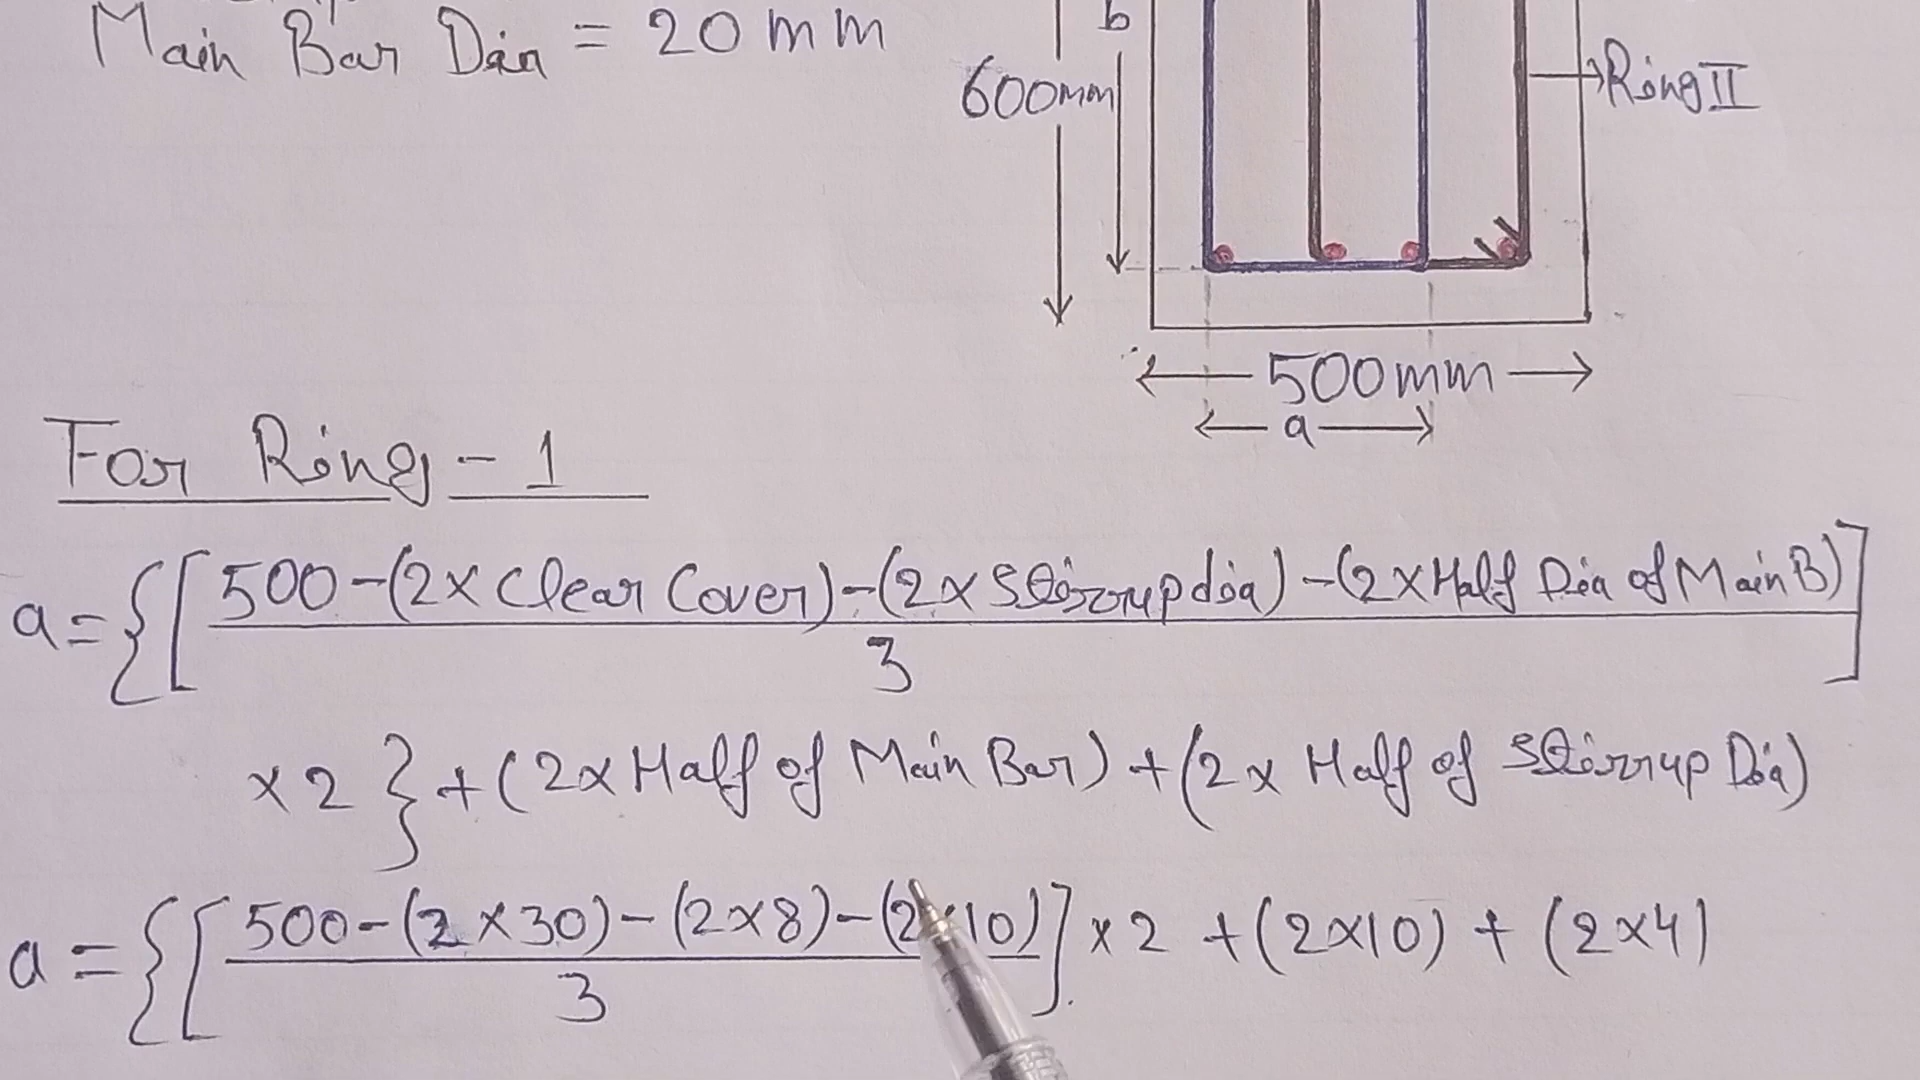 Main Bar Dia = 20 mm
b
600mm
Ring II
500mm
a
For Ring - 1
a = { [ 500 - (2 x Clear Cover) - (2 x Stirrup dia) - (2 x Half Dia of Main B) ]
3
x 2 } + (2 x Half of Main Bar) + (2 x Half of Stirrup Dia)
a = { [ 500 - (2 x 30) - (2 x 8) - (2 x 10) ] x 2 + (2 x 10) + (2 x 4)
3